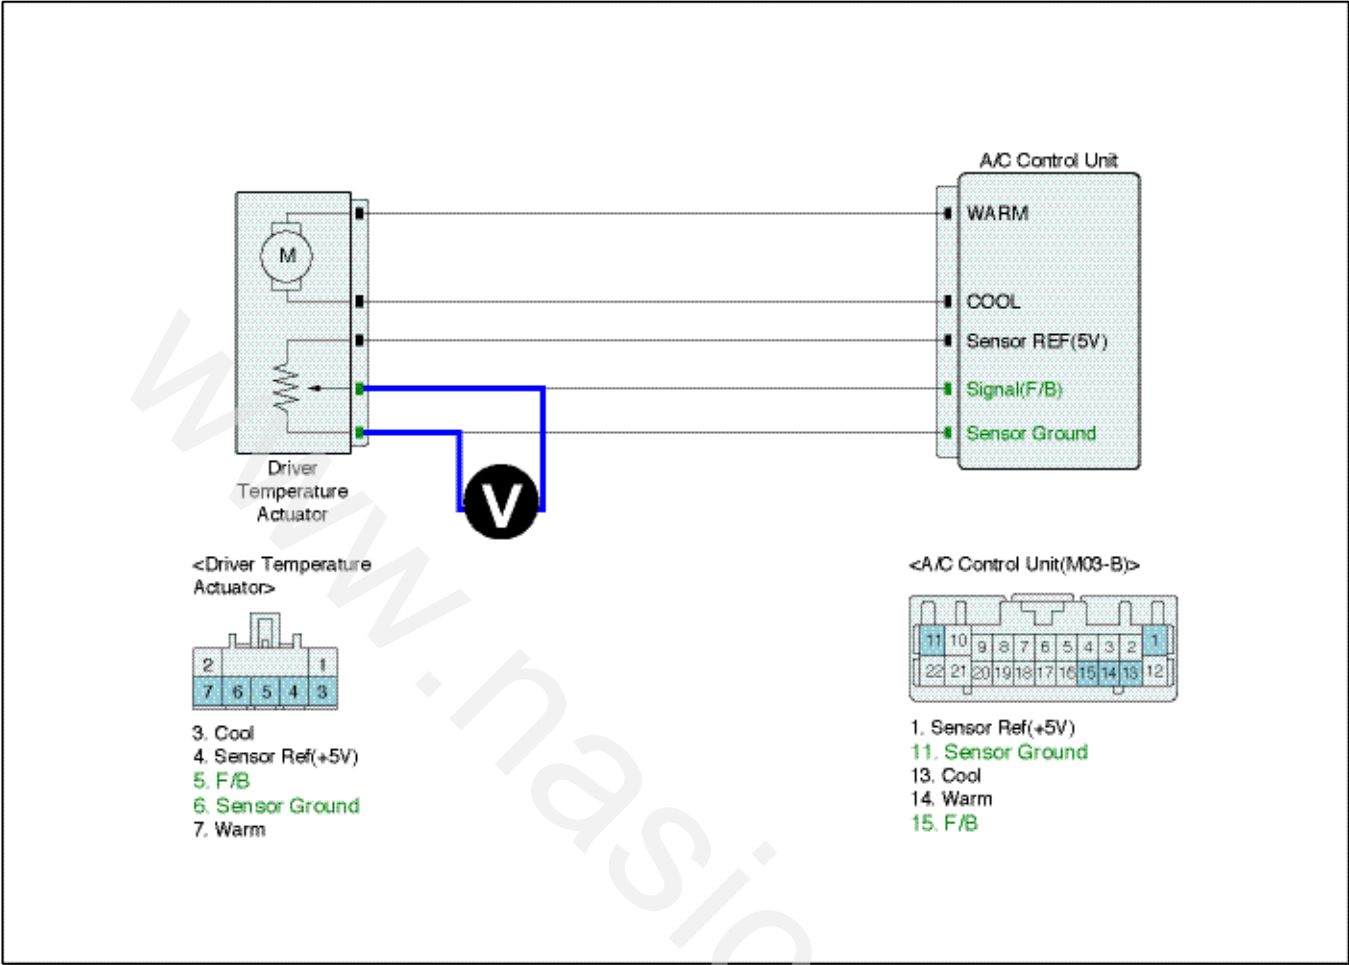 A/C Control Unit
WARM
M
COOL
Sensor REF(5V)
Signal(F/B)
Sensor Ground
Driver
Temperature
Actuator
V
<Driver Temperature
Actuator>
<A/C Control Unit(M03-B)>
2 1
7 6 5 4 3
11 10 9 8 7 6 5 4 3 2 1
22 21 20 19 18 17 16 15 14 13 12
3. Cool
4. Sensor Ref(+5V)
5. F/B
6. Sensor Ground
7. Warm
1. Sensor Ref(+5V)
11. Sensor Ground
13. Cool
14. Warm
15. F/B
www.nasio